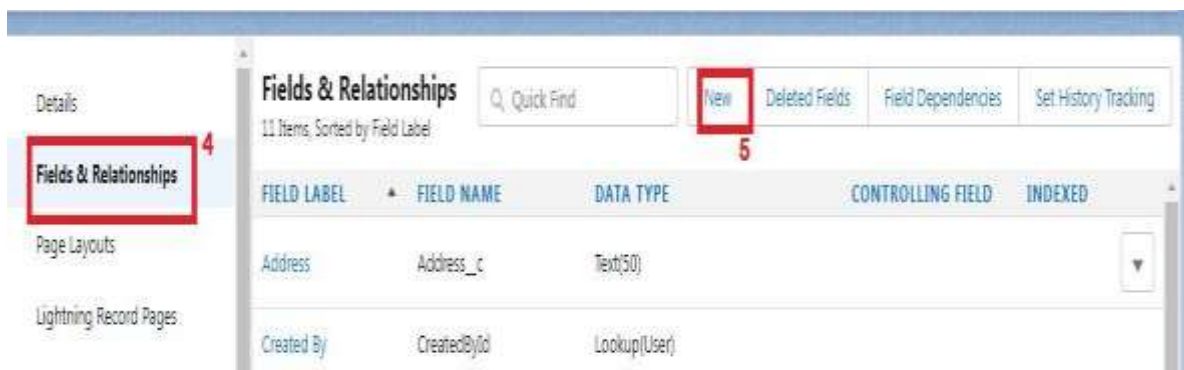 Details
Fields & Relationships
4
Page Layouts
Lightning Record Pages
Fields & Relationships
11 Items, Sorted by Field Label
Quick Find
New
Deleted Fields
Field Dependencies
Set History Tracking
5
FIELD LABEL FIELD NAME DATA TYPE CONTROLLING FIELD INDEXED
Address Address__c Text(50)
Created By CreatedById Lookup(User)